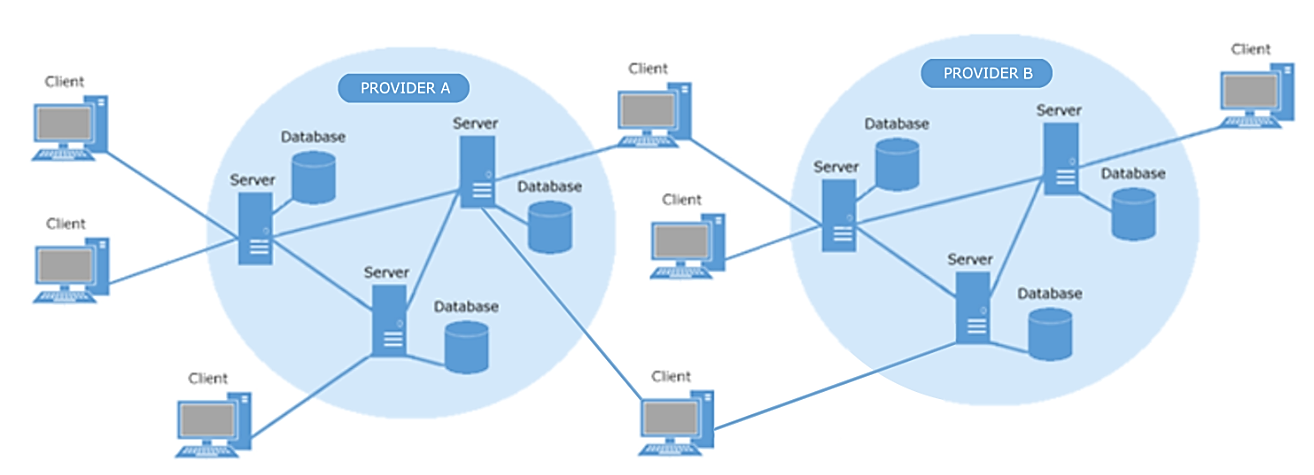 Client
Client
Client
PROVIDER A
Database
Server
Server
Database
Server
Database
Client
Client
Client
PROVIDER B
Database
Server
Server
Database
Server
Database
Client